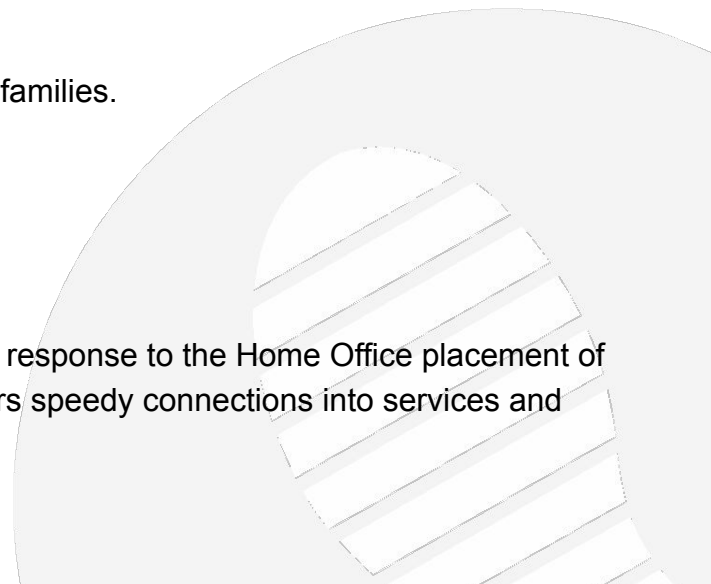 families.
response to the Home Office placement of
rs speedy connections into services and